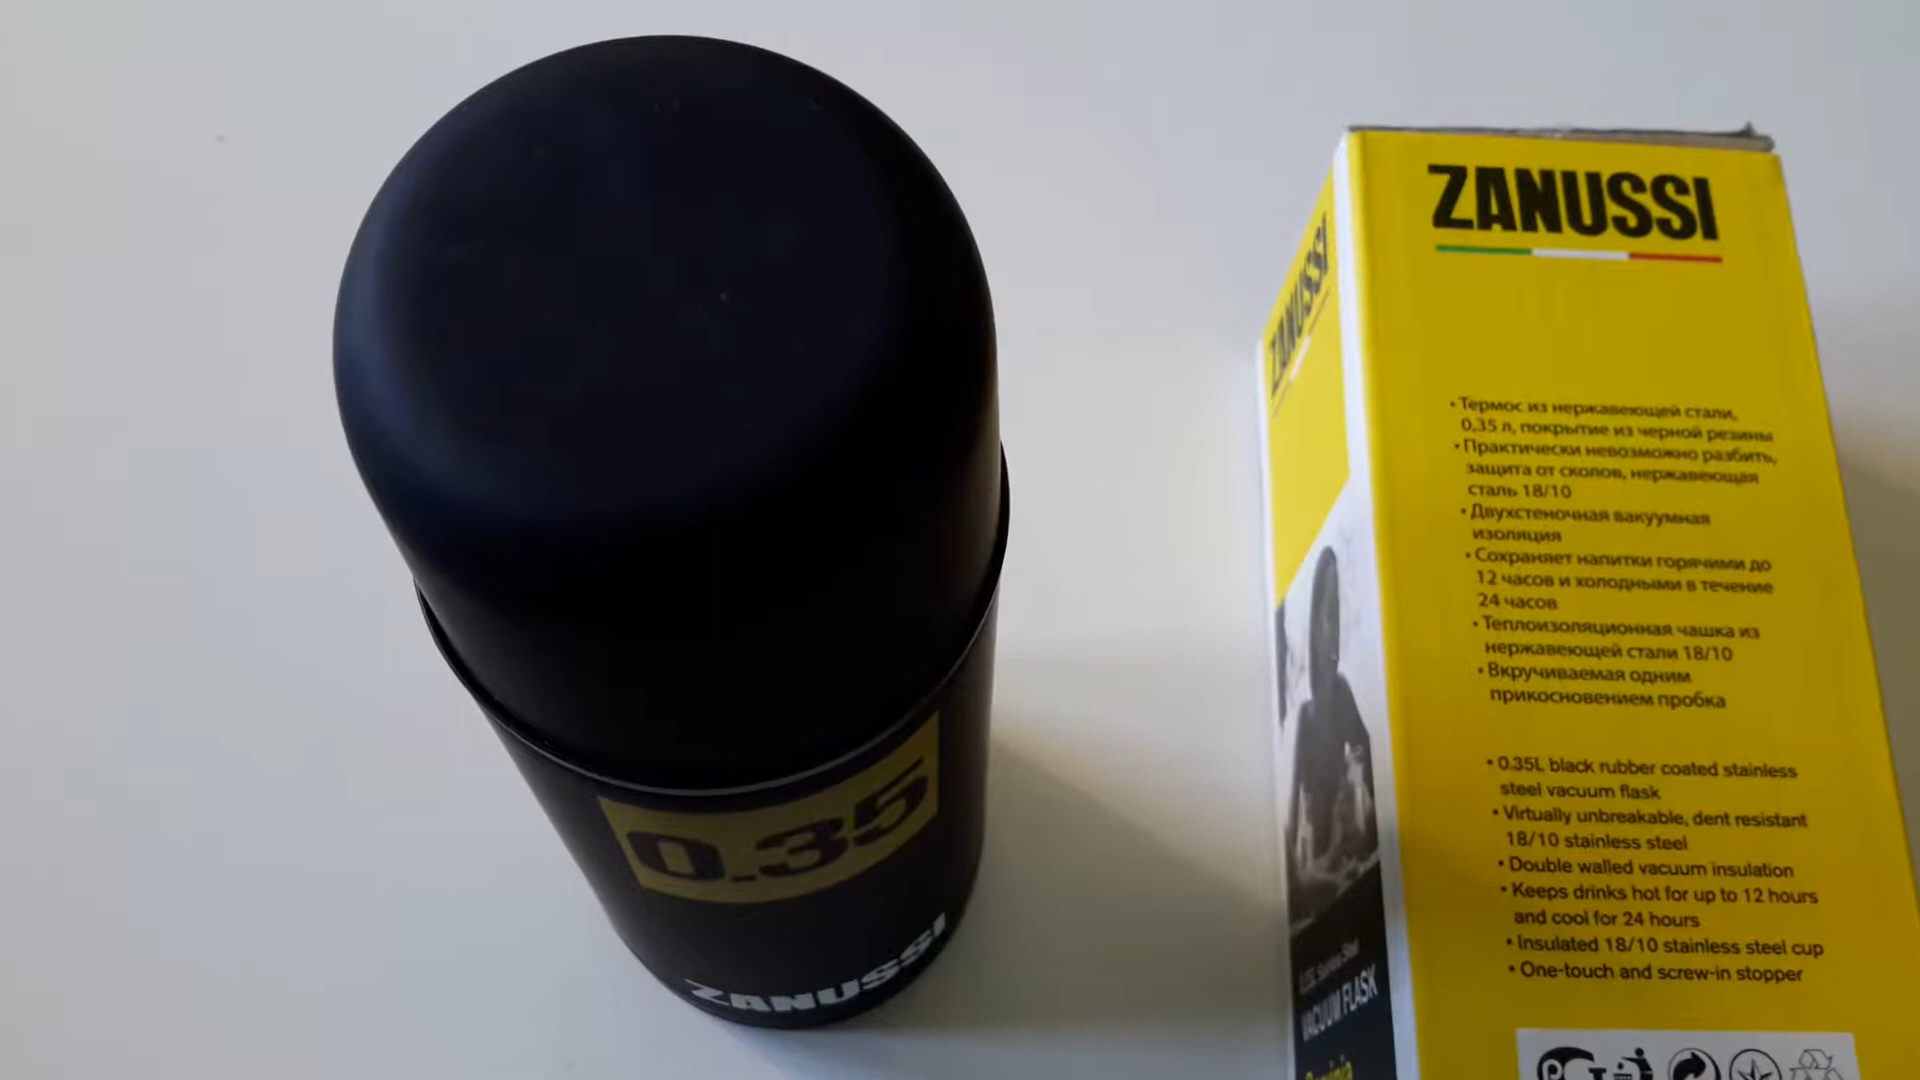 ZANUSSI
ZANUSSI
• Термос из нержавеющей стали,
0,35 л, покрытие из черной резины
• Практически невозможно разбить,
защита от сколов, нержавеющая
сталь 18/10
• Двухстеночная вакуумная
изоляция
• Сохраняет напитки горячими до
12 часов и холодными в течение
24 часов
• Теплоизоляционная чашка из
нержавеющей стали 18/10
• Вкручиваемая одним
прикосновением пробка
• 0.35L black rubber coated stainless
steel vacuum flask
• Virtually unbreakable, dent resistant
18/10 stainless steel
• Double walled vacuum insulation
• Keeps drinks hot for up to 12 hours
and cool for 24 hours
• Insulated 18/10 stainless steel cup
• One-touch and screw-in stopper
0.35
ZANUSSI
0.35L Stainless Steel
VACUUM FLASK